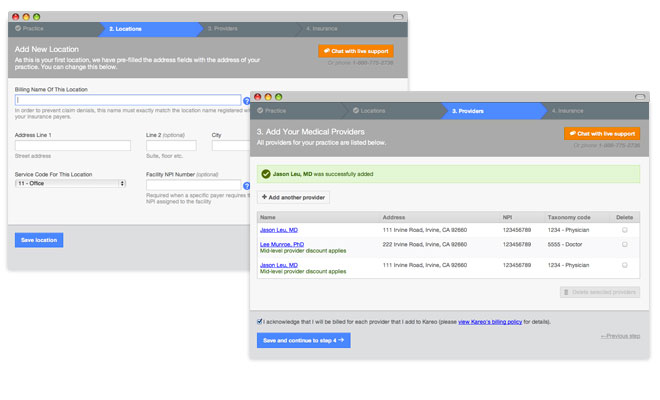 Practice
2. Locations
3. Providers
4. Insurance
Add New Location
As this is your first location, we have pre-filled the address fields with the address of your
practice. You can change this below.
Chat with live support
Or phone 1-888-775-2736
Billing Name Of This Location
In order to prevent claim denials, this name must exactly match the location name registered wi
your insurance payers.
Address Line 1
Line 2 (optional)
City
Street address
Suite, floor etc.
Service Code For This Location
Facility NPI Number (optional)
11 - Office
Required when a specific payer requires
NPI assigned to the facility
Save location
Practice
Locations
3. Providers
4. Insurance
3. Add Your Medical Providers
All providers for your practice are listed below.
Chat with live support
Or phone 1-888-775-2736
Jason Leu, MD was successfully added
+ Add another provider
Name Address NPI Taxonomy code Delete
Jason Leu, MD 111 Irvine Road, Irvine, CA 92660 123456789 1234 - Physician
Lee Munroe, PhD 222 Irvine Road, Irvine, CA 92660 123456789 5555 - Doctor
Mid-level provider discount applies
Jason Leu, MD 111 Irvine Road, Irvine, CA 92660 123456789 1234 - Physician
Mid-level provider discount applies
Delete selected providers
I acknowledge that I will be billed for each provider that I add to Kareo (please view Kareo's billing policy for details).
Save and continue to step 4 →
←Previous step